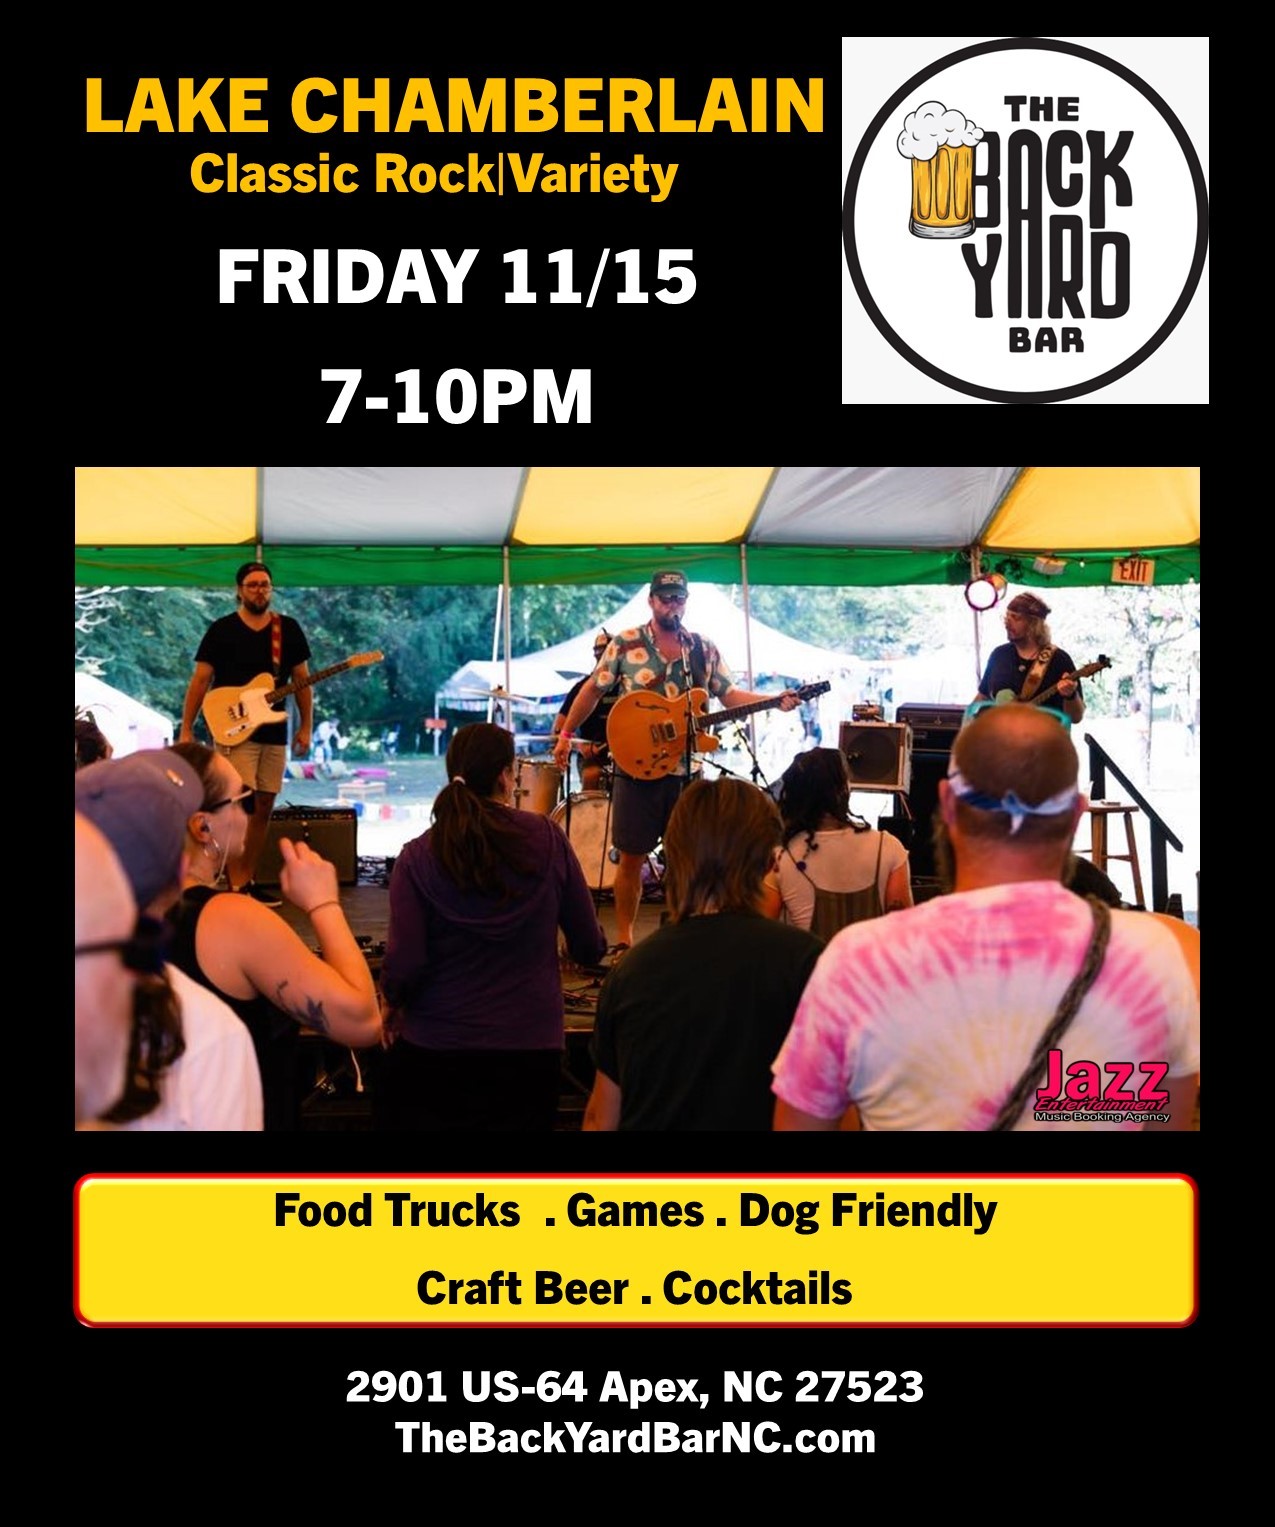 LAKE CHAMBERLAIN
Classic Rock|Variety
FRIDAY 11/15
7-10PM
THE
BACK
YARD
BAR
EXIT
Jazz
Entertainment
Music Booking Agency
Food Trucks  . Games . Dog Friendly
Craft Beer . Cocktails
2901 US-64 Apex, NC 27523
TheBackYardBarNC.com